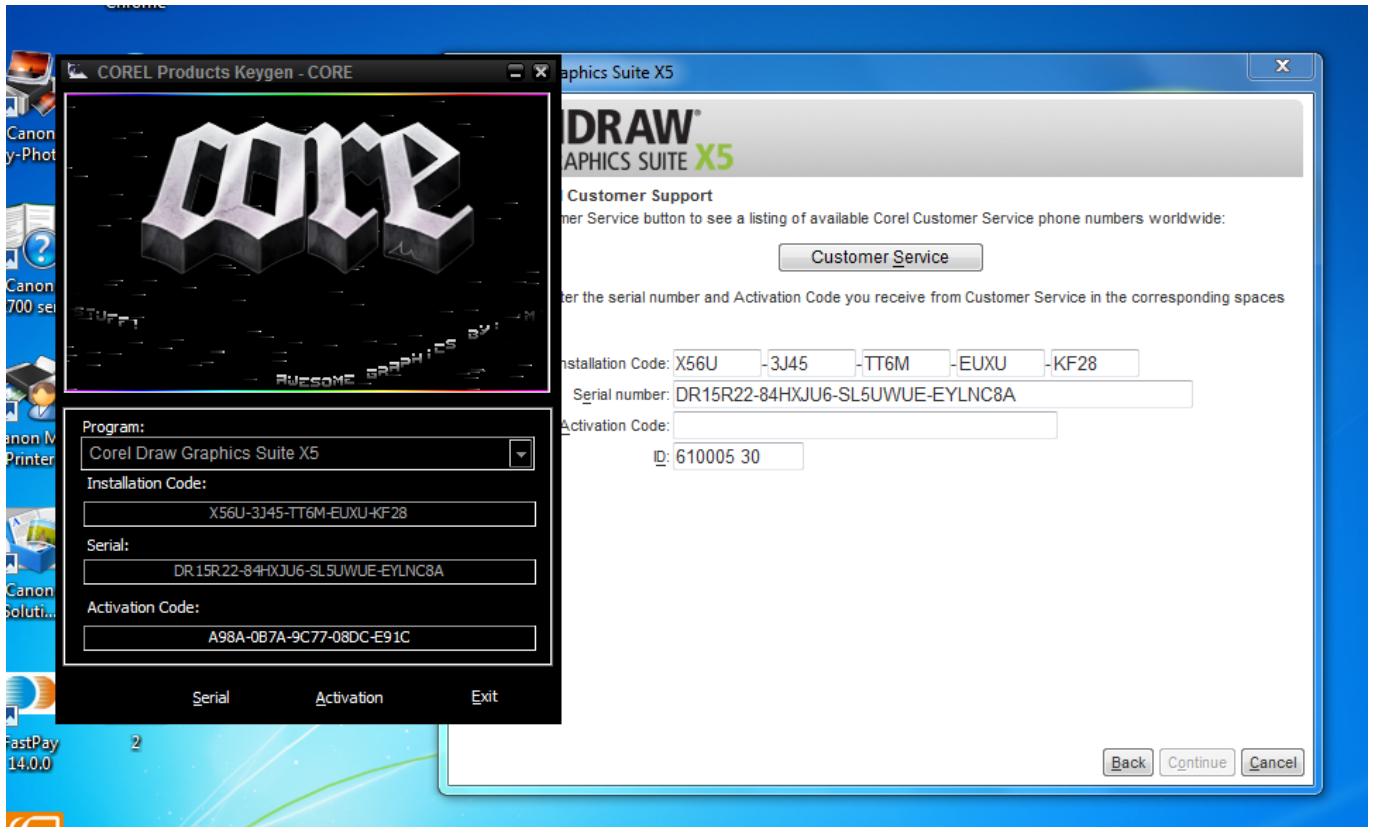 COREL Products Keygen - CORE
core
STUFF!
AWESOME GRAPHICS BY: M
Program:
Corel Draw Graphics Suite X5
Installation Code:
X56U-3J45-TT6M-EUXU-KF28
Serial:
DR15R22-84HXJU6-SL5UWUE-EYLNC8A
Activation Code:
A98A-0B7A-9C77-08DC-E91C
Serial Activation Exit
aphics Suite X5
X
DRAW®
APHICS SUITE X5
Customer Support
mer Service button to see a listing of available Corel Customer Service phone numbers worldwide:
Customer Service
ter the serial number and Activation Code you receive from Customer Service in the corresponding spaces
nstallation Code: X56U -3J45 -TT6M -EUXU -KF28
Serial number: DR15R22-84HXJU6-SL5UWUE-EYLNC8A
Activation Code:
ID: 610005 30
Back Continue Cancel
Canon
y-Phot
Canon
700 ser
anon M
Printer
Canon
Soluti...
FastPay
14.0.0
2